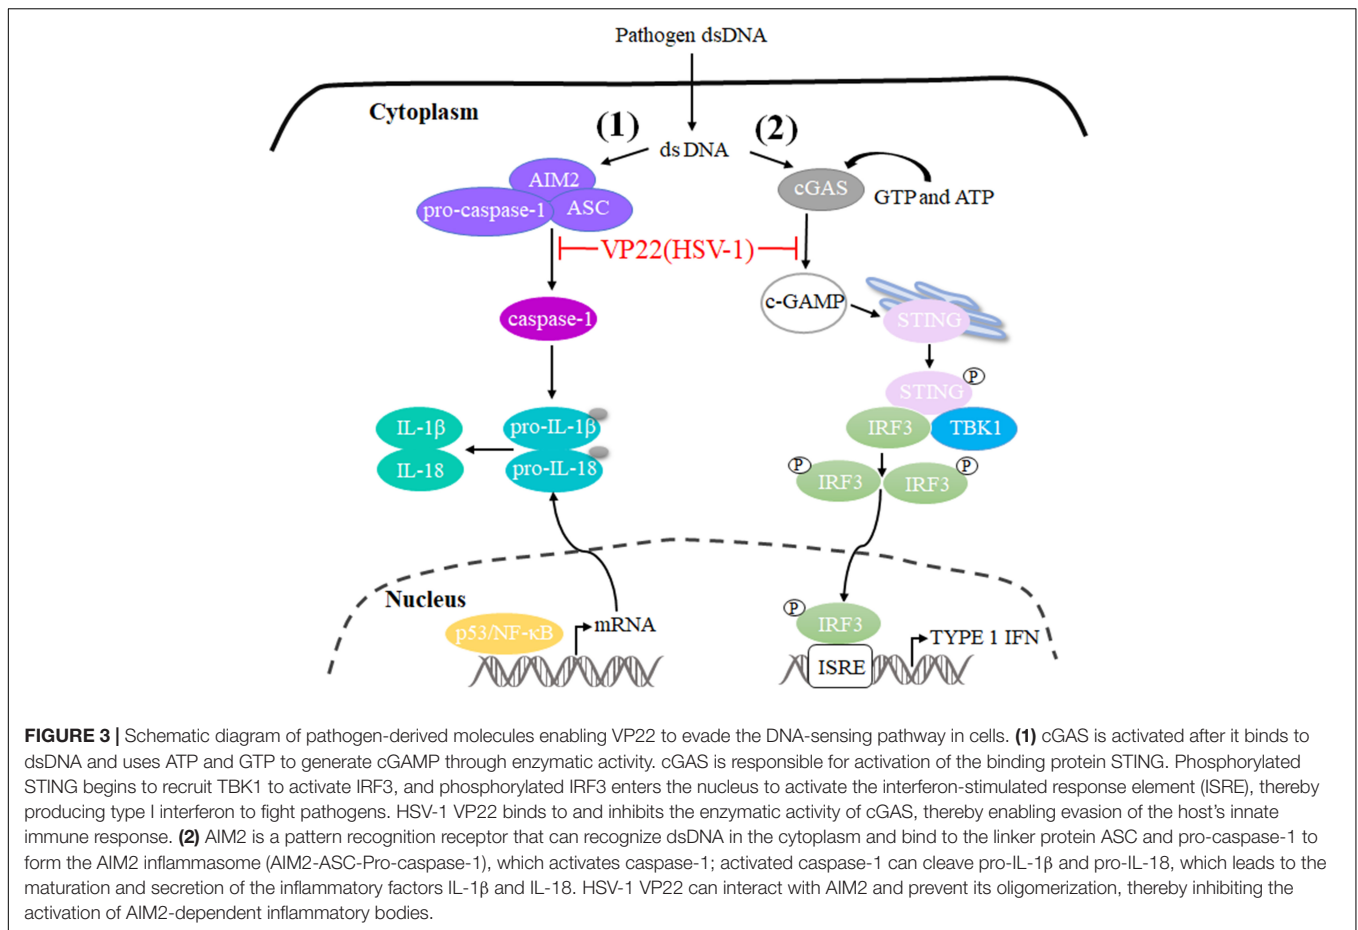 Pathogen dsDNA
Cytoplasm
(1)
(2)
dsDNA
AIM2
pro-caspase-1
ASC
cGAS
GTP and ATP
VP22(HSV-1)
c-GAMP
caspase-1
STING
P
STING
IL-1β
pro-IL-1β
IRF3
TBK1
IL-18
pro-IL-18
P
IRF3
IRF3
P
Nucleus
p53/NF-κB
mRNA
P
IRF3
TYPE 1 IFN
ISRE
FIGURE 3 | Schematic diagram of pathogen-derived molecules enabling VP22 to evade the DNA-sensing pathway in cells. (1) cGAS is activated after it binds to
dsDNA and uses ATP and GTP to generate cGAMP through enzymatic activity. cGAS is responsible for activation of the binding protein STING. Phosphorylated
STING begins to recruit TBK1 to activate IRF3, and phosphorylated IRF3 enters the nucleus to activate the interferon-stimulated response element (ISRE), thereby
producing type I interferon to fight pathogens. HSV-1 VP22 binds to and inhibits the enzymatic activity of cGAS, thereby enabling evasion of the host's innate
immune response. (2) AIM2 is a pattern recognition receptor that can recognize dsDNA in the cytoplasm and bind to the linker protein ASC and pro-caspase-1 to
form the AIM2 inflammasome (AIM2-ASC-Pro-caspase-1), which activates caspase-1; activated caspase-1 can cleave pro-IL-1β and pro-IL-18, which leads to the
maturation and secretion of the inflammatory factors IL-1β and IL-18. HSV-1 VP22 can interact with AIM2 and prevent its oligomerization, thereby inhibiting the
activation of AIM2-dependent inflammatory bodies.